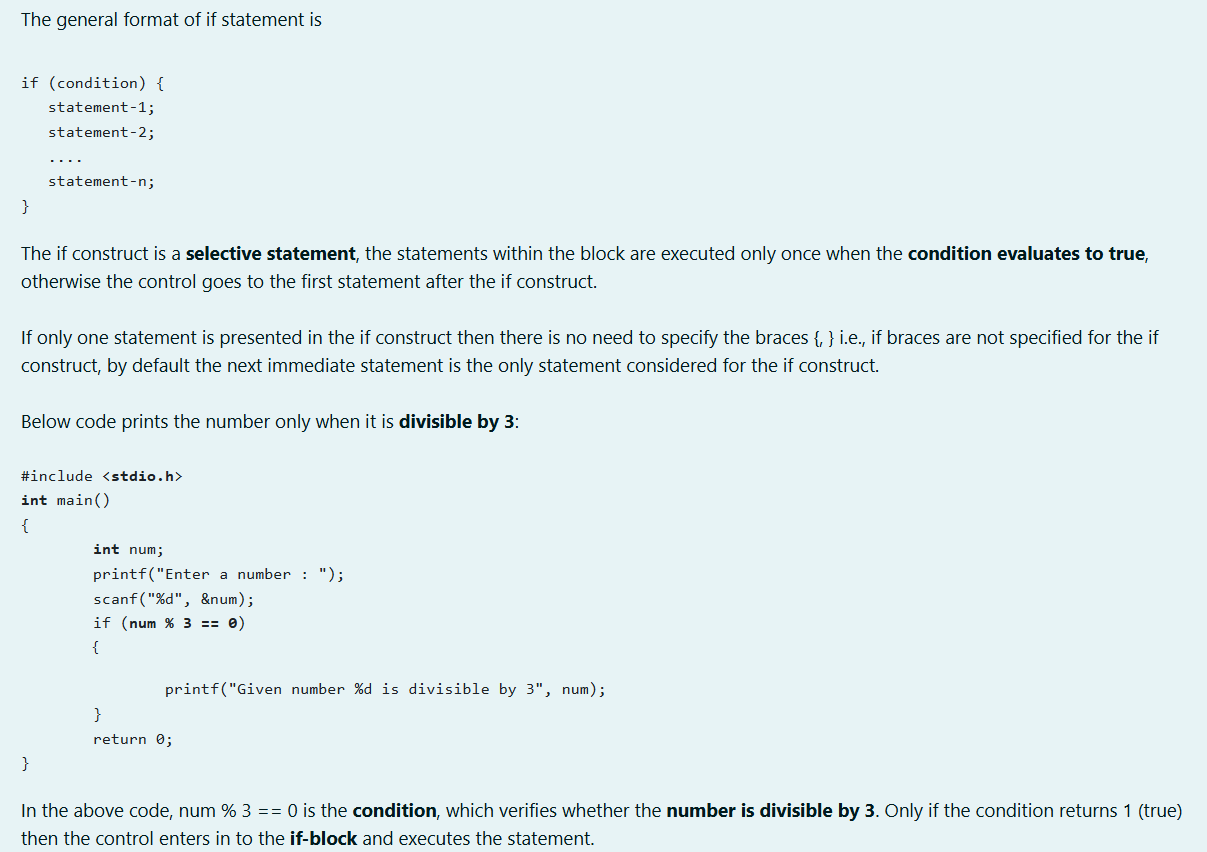 The general format of if statement is
if (condition) {
   statement-1;
   statement-2;
   ....
   statement-n;
}
The if construct is a selective statement, the statements within the block are executed only once when the condition evaluates to true,
otherwise the control goes to the first statement after the if construct.
If only one statement is presented in the if construct then there is no need to specify the braces {, } i.e., if braces are not specified for the if
construct, by default the next immediate statement is the only statement considered for the if construct.
Below code prints the number only when it is divisible by 3:
#include <stdio.h>
int main()
{
        int num;
        printf("Enter a number : ");
        scanf("%d", &num);
        if (num % 3 == 0)
        {
                printf("Given number %d is divisible by 3", num);
        }
        return 0;
}
In the above code, num % 3 == 0 is the condition, which verifies whether the number is divisible by 3. Only if the condition returns 1 (true)
then the control enters in to the if-block and executes the statement.